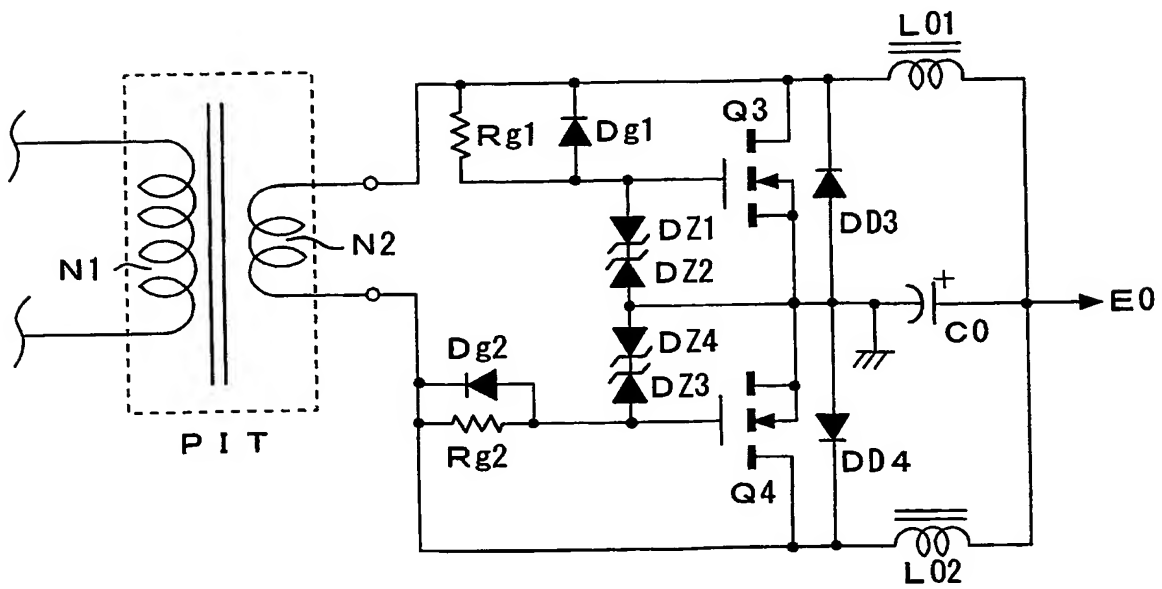 L01
Q3
Rg1
Dg1
DZ1
DD3
N2
N1
DZ2
+
E0
C0
Dg2
DZ4
DZ3
PIT
Rg2
DD4
Q4
L02